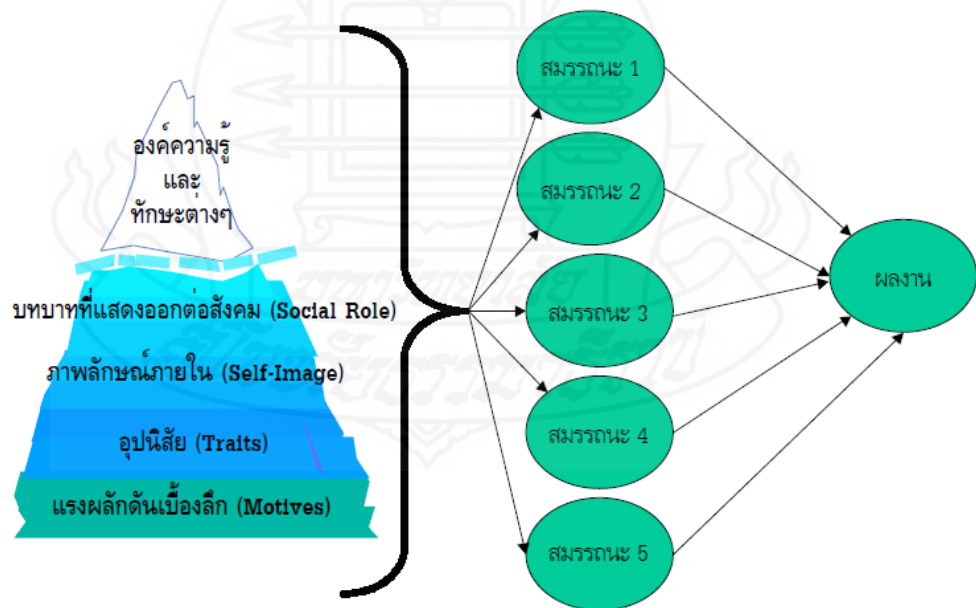 องค์ความรู้
และ
ทักษะต่างๆ
บทบาทที่แสดงออกต่อสังคม (Social Role)
ภาพลักษณ์ภายใน (Self-Image)
อุปนิสัย (Traits)
แรงผลักดันเบื้องลึก (Motives)
สมรรถนะ 1
สมรรถนะ 2
สมรรถนะ 3
สมรรถนะ 4
สมรรถนะ 5
ผลงาน